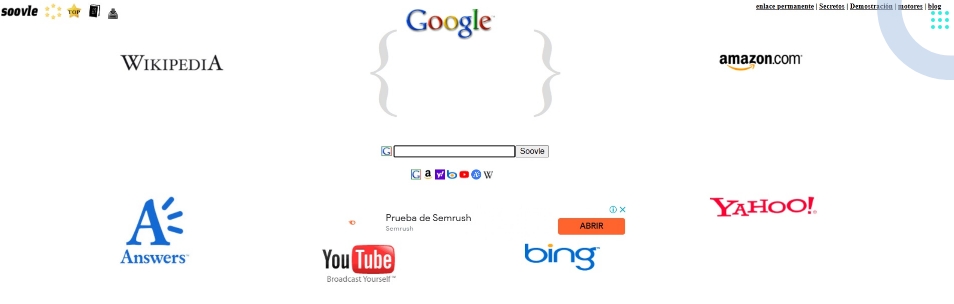 soovle
TOP
enlace permanente | Secretos | Demostración | motores | blog
Google
WIKIPEDIA
amazon.com
Soovle
Prueba de Semrush
Semrush
ABRIR
Answers
YAHOO!
YouTube
Broadcast Yourself™
bing